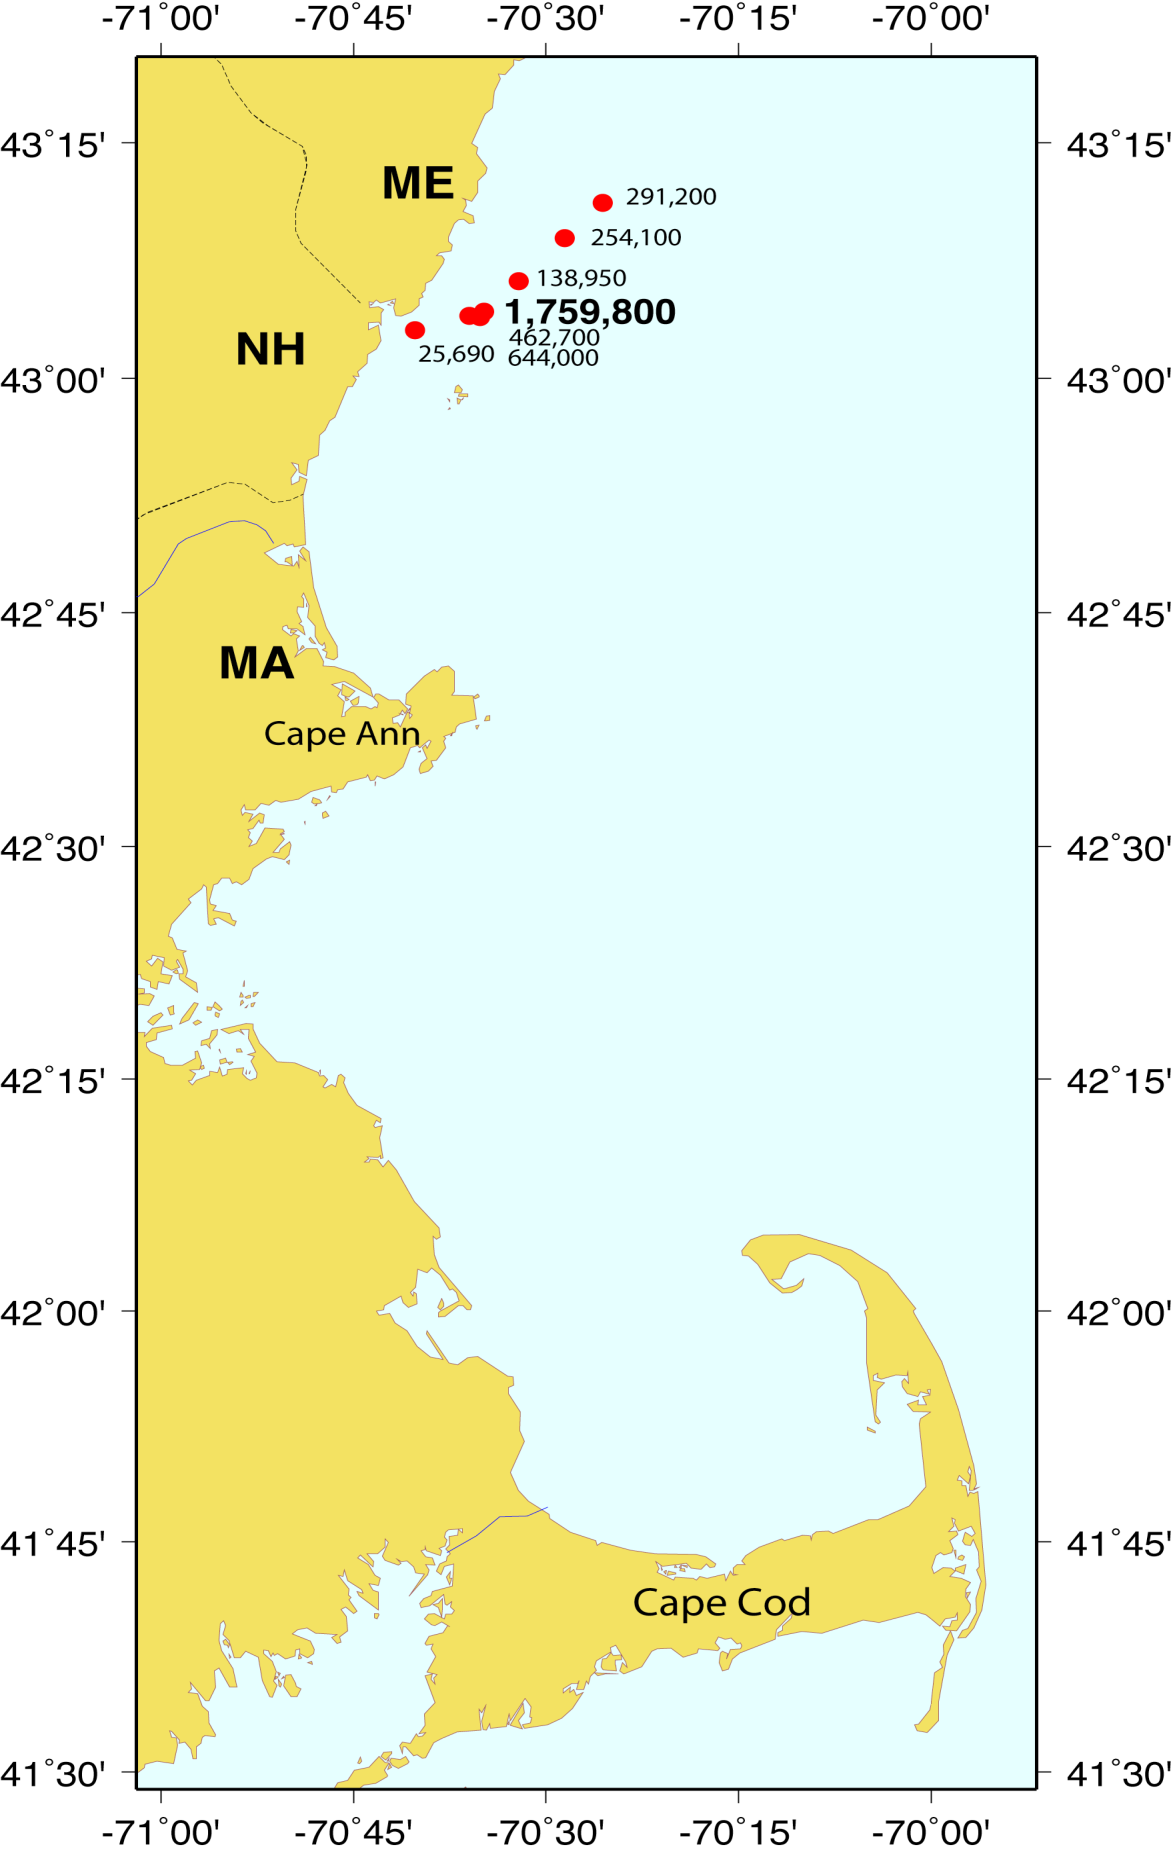 -71°00' -70°45' -70°30' -70°15' -70°00'
43°15' 43°15'
ME
291,200
254,100
138,950
1,759,800
462,700
25,690 644,000
NH
43°00' 43°00'
42°45' 42°45'
MA
Cape Ann
42°30' 42°30'
42°15' 42°15'
42°00' 42°00'
41°45' 41°45'
Cape Cod
41°30' 41°30'
-71°00' -70°45' -70°30' -70°15' -70°00'